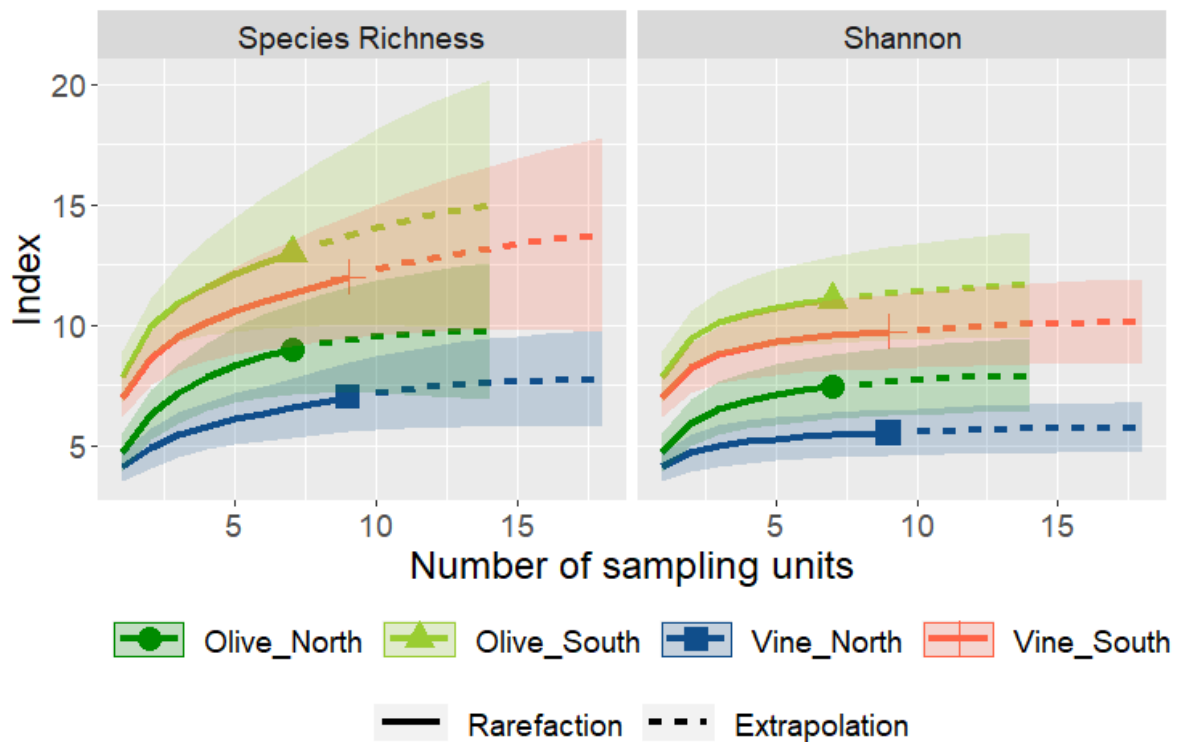 Species Richness Shannon
20
15
10
5
Index
5 10 15 5 10 15
Number of sampling units
Olive_North Olive_South Vine_North Vine_South
Rarefaction Extrapolation